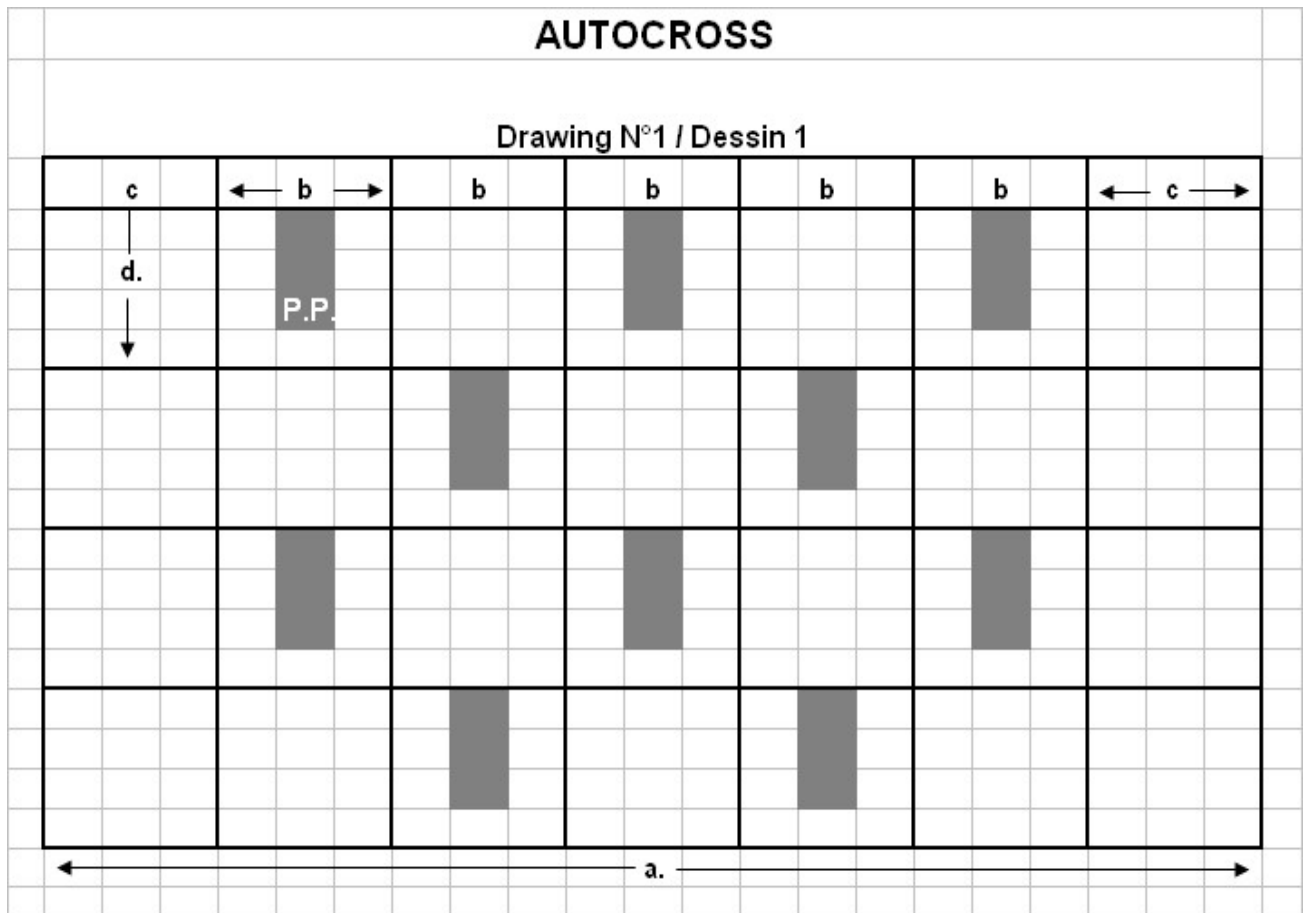 AUTOCROSS
Drawing N°1 / Dessin 1
c b b b b b c
d.
P.P.
a.